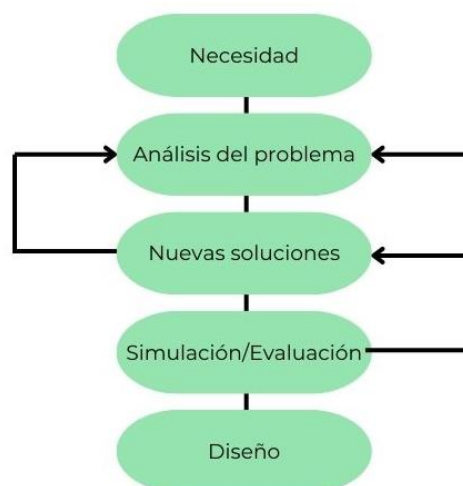 Necesidad
Análisis del problema
Nuevas soluciones
Simulación/Evaluación
Diseño